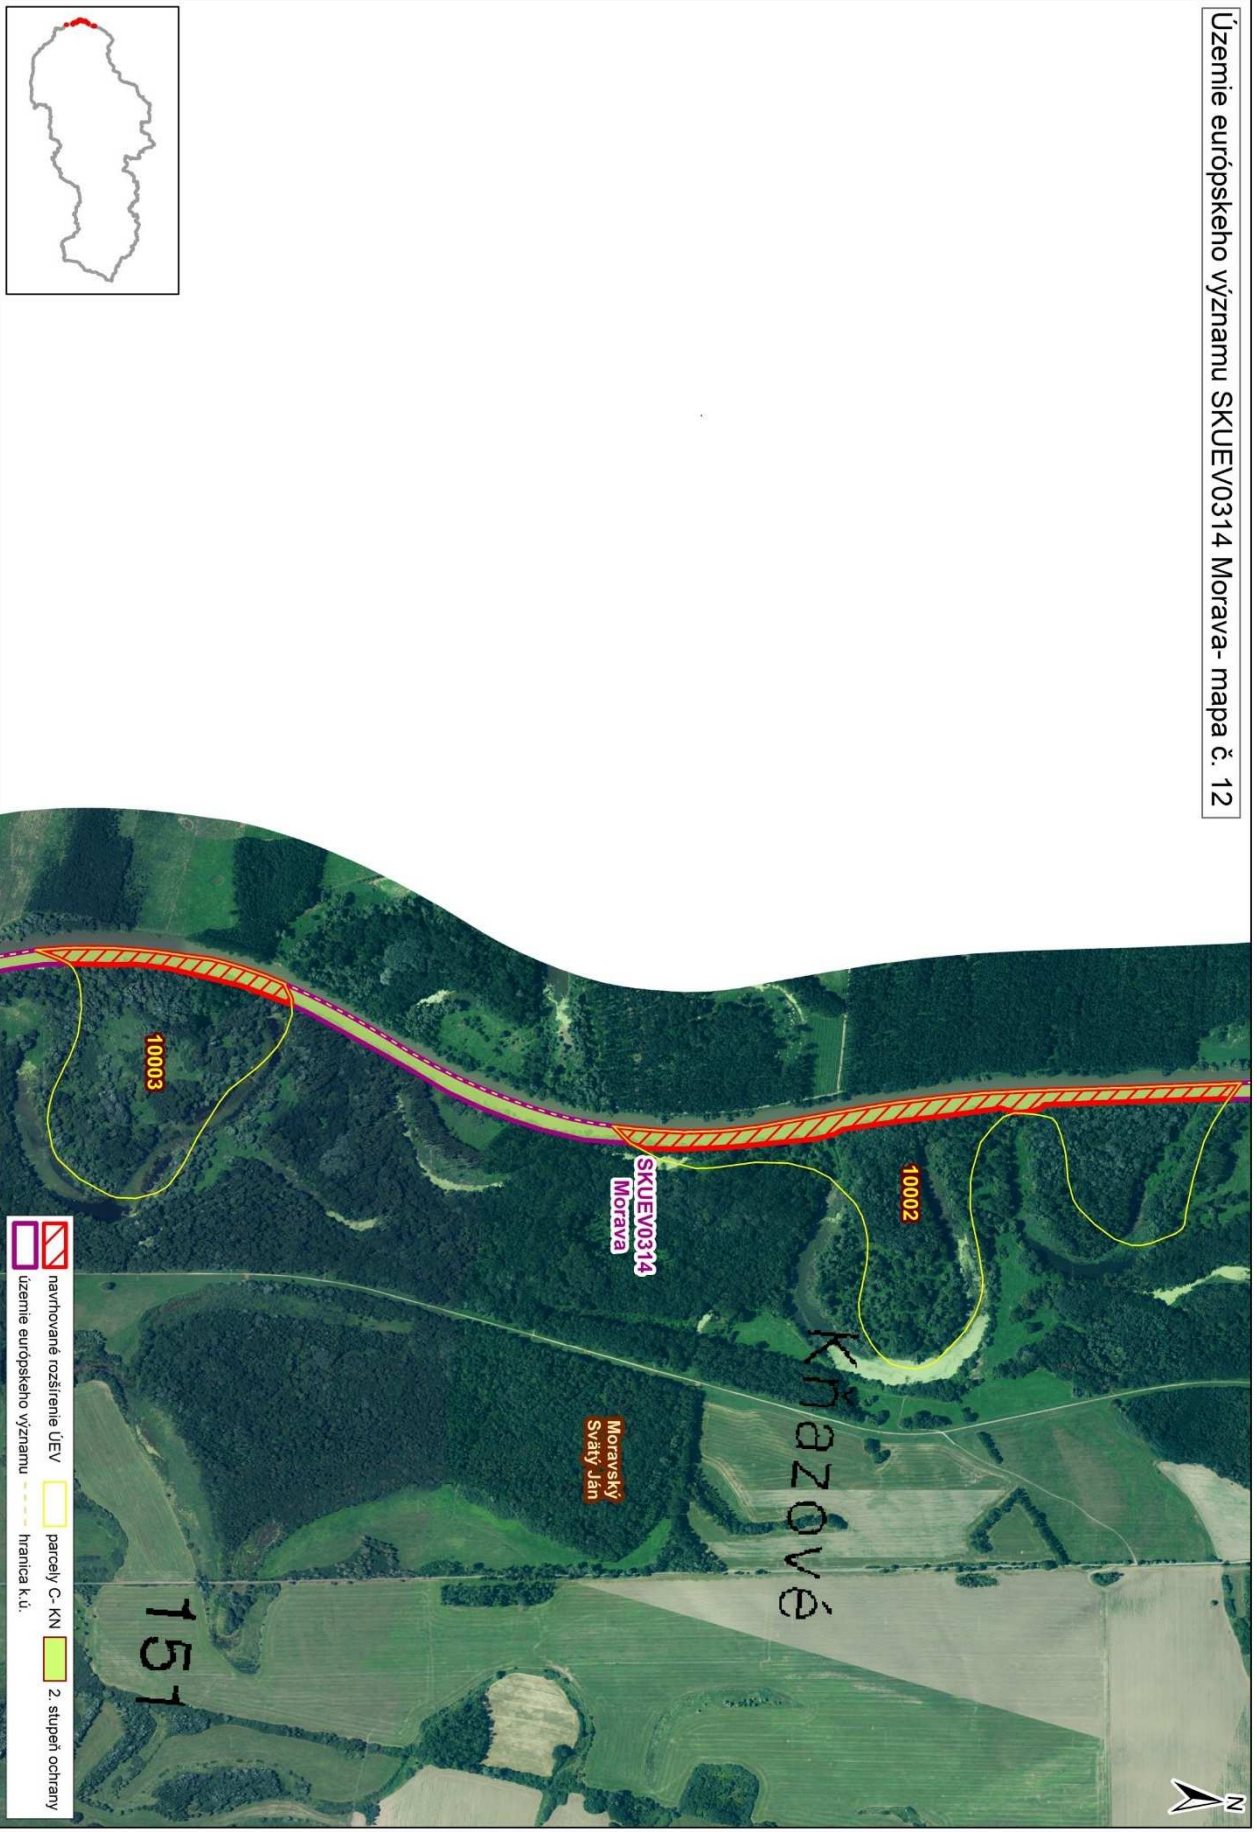 Územie európskeho významu SKUEV0314 Morava- mapa č. 12
N
10002
Kňazové
SKUEV0314
Morava
Moravský
Svätý Ján
10003
151
navrhované rozšírenie ÚEV
parcely C- KN
2. stupeň ochrany
územie európskeho významu
hranica k.ú.